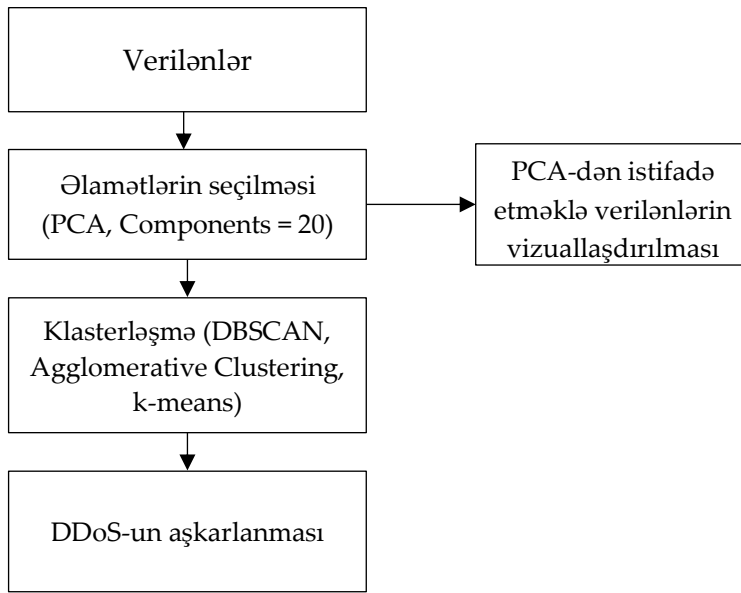 Verilənlər
Əlamətlərin seçilməsi
(PCA, Components = 20)
PCA-dən istifadə
etməklə verilənlərin
vizuallaşdırılması
Klasterləşmə (DBSCAN,
Agglomerative Clustering,
k-means)
DDoS-un aşkarlanması